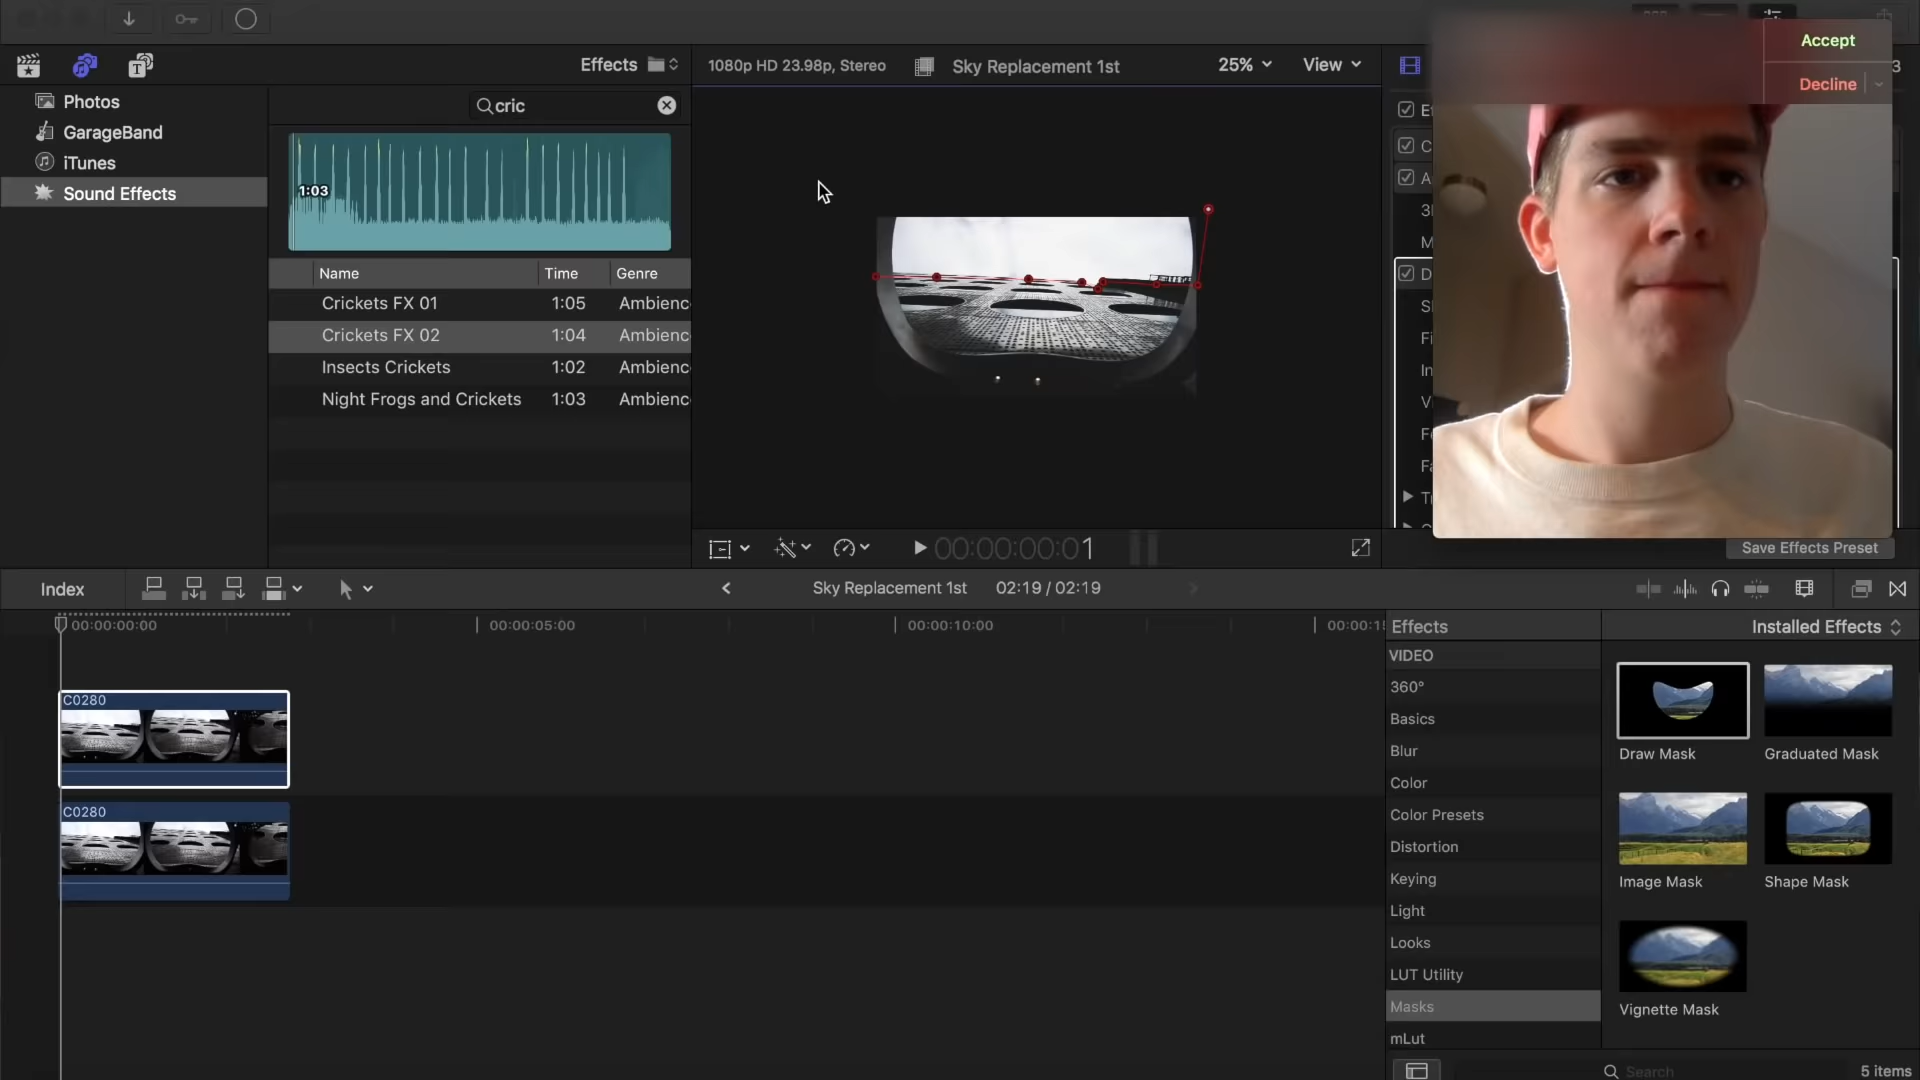 Accept
Decline
Effects
1080p HD 23.98p, Stereo
Sky Replacement 1st
25%
View
3
Photos
GarageBand
iTunes
Sound Effects
cric
1:03
Name Time Genre
Crickets FX 01 1:05 Ambienc
Crickets FX 02 1:04 Ambienc
Insects Crickets 1:02 Ambienc
Night Frogs and Crickets 1:03 Ambienc
00:00:00:01
Save Effects Preset
Index
Sky Replacement 1st 02:19 / 02:19
00:00:00:00 00:00:05:00 00:00:10:00 00:00:15
C0280
C0280
Effects
Installed Effects
VIDEO
360°
Basics
Blur
Color
Color Presets
Distortion
Keying
Light
Looks
LUT Utility
Masks
mLut
Draw Mask
Graduated Mask
Image Mask
Shape Mask
Vignette Mask
Search
5 items